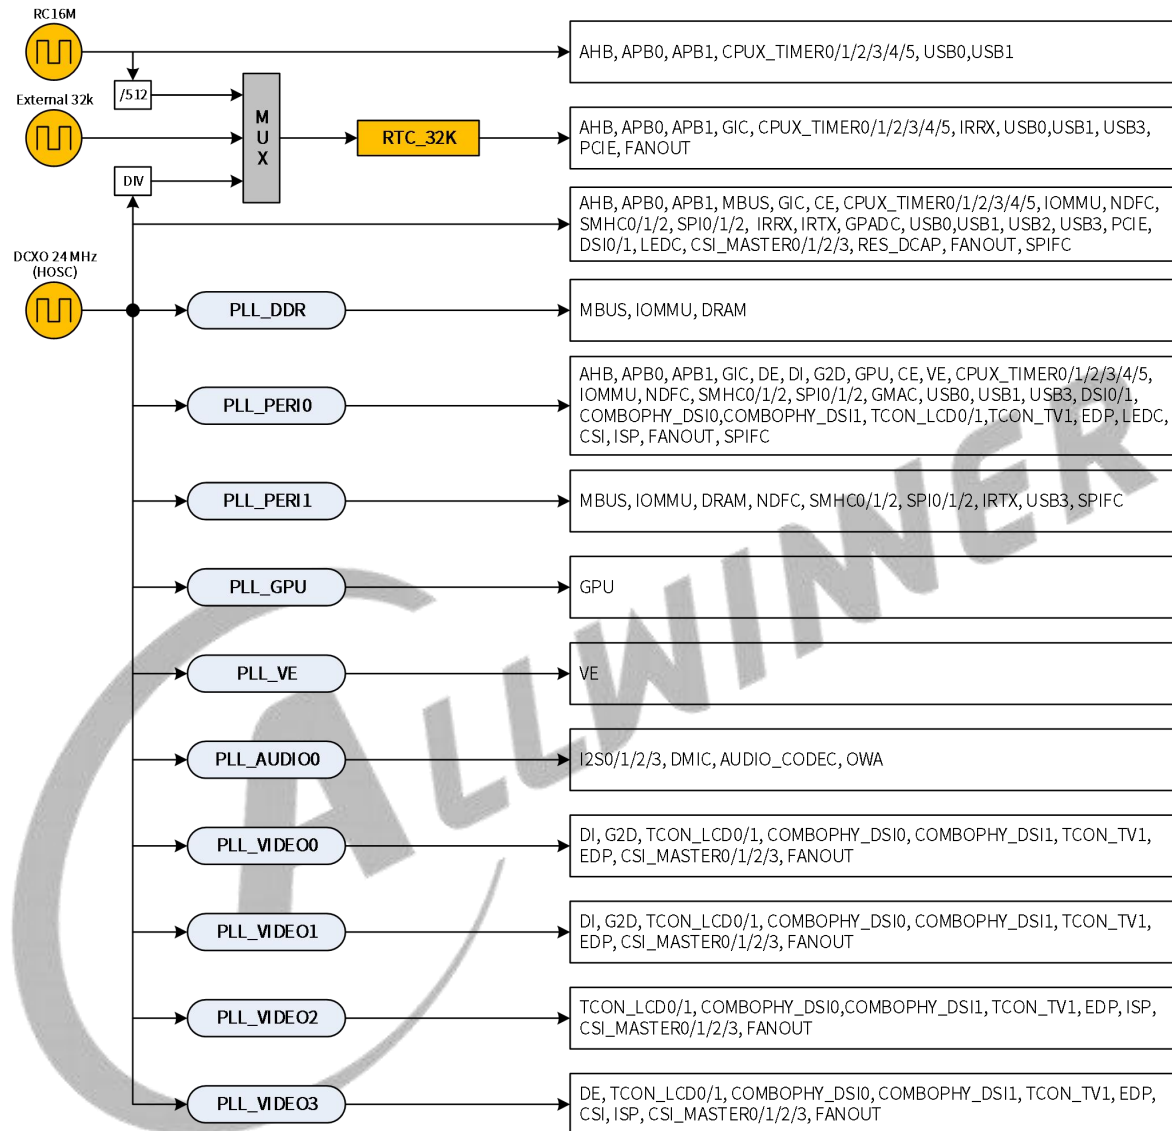 RC16M
AHB, APB0, APB1, CPUX_TIMER0/1/2/3/4/5, USB0,USB1
/512
External 32k
MUX
RTC_32K
AHB, APB0, APB1, GIC, CPUX_TIMER0/1/2/3/4/5, IRRX, USB0,USB1, USB3,
PCIE, FANOUT
DIV
AHB, APB0, APB1, MBUS, GIC, CE, CPUX_TIMER0/1/2/3/4/5, IOMMU, NDFC,
SMHC0/1/2, SPI0/1/2, IRRX, IRTX, GPADC, USB0,USB1, USB2, USB3, PCIE,
DSI0/1, LEDC, CSI_MASTER0/1/2/3, RES_DCAP, FANOUT, SPIFC
DCXO 24 MHz
(HOSC)
PLL_DDR
MBUS, IOMMU, DRAM
PLL_PERI0
AHB, APB0, APB1, GIC, DE, DI, G2D, GPU, CE, VE, CPUX_TIMER0/1/2/3/4/5,
IOMMU, NDFC, SMHC0/1/2, SPI0/1/2, GMAC, USB0, USB1, USB3, DSI0/1,
COMBOPHY_DSI0,COMBOPHY_DSI1, TCON_LCD0/1,TCON_TV1, EDP, LEDC,
CSI, ISP, FANOUT, SPIFC
PLL_PERI1
MBUS, IOMMU, DRAM, NDFC, SMHC0/1/2, SPI0/1/2, IRTX, USB3, SPIFC
PLL_GPU
GPU
PLL_VE
VE
PLL_AUDIO0
I2S0/1/2/3, DMIC, AUDIO_CODEC, OWA
PLL_VIDEO0
DI, G2D, TCON_LCD0/1, COMBOPHY_DSI0, COMBOPHY_DSI1, TCON_TV1,
EDP, CSI_MASTER0/1/2/3, FANOUT
PLL_VIDEO1
DI, G2D, TCON_LCD0/1, COMBOPHY_DSI0, COMBOPHY_DSI1, TCON_TV1,
EDP, CSI_MASTER0/1/2/3, FANOUT
PLL_VIDEO2
TCON_LCD0/1, COMBOPHY_DSI0,COMBOPHY_DSI1, TCON_TV1, EDP, ISP,
CSI_MASTER0/1/2/3, FANOUT
PLL_VIDEO3
DE, TCON_LCD0/1, COMBOPHY_DSI0, COMBOPHY_DSI1, TCON_TV1, EDP,
CSI, ISP, CSI_MASTER0/1/2/3, FANOUT
ALLWINNER